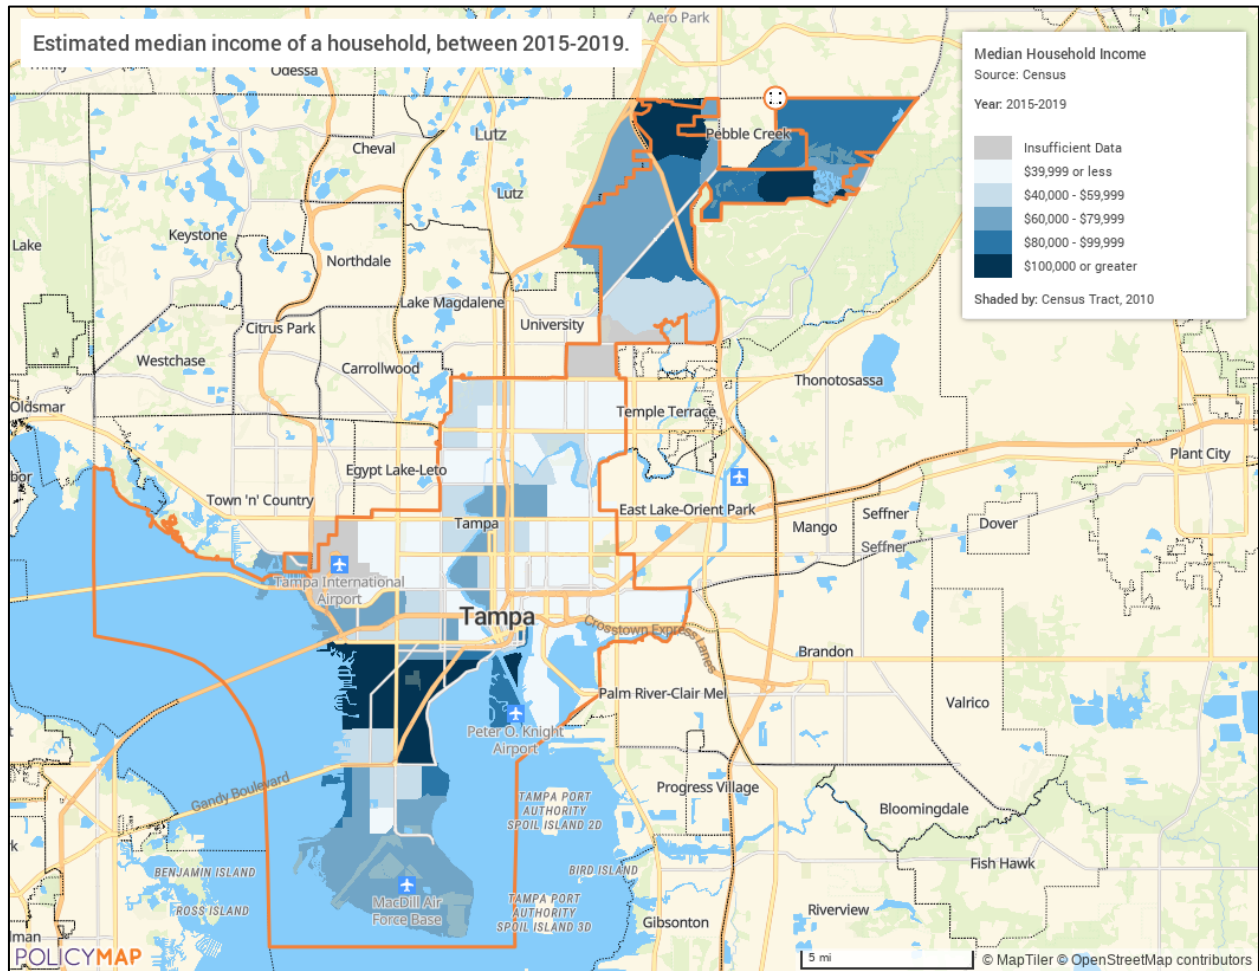 Aero Park
Estimated median income of a household, between 2015-2019.
Odessa
Median Household Income
Source: Census
Year: 2015-2019
Insufficient Data
$39,999 or less
$40,000 - $59,999
$60,000 - $79,999
$80,000 - $99,999
$100,000 or greater
Shaded by: Census Tract, 2010
Lutz
Pebble Creek
Cheval
Lutz
Keystone
Lake
Northdale
Lake Magdalene
University
Citrus Park
Westchase
Carrollwood
Thonotosassa
Oldsmar
Temple Terrace
Plant City
Egypt Lake-Leto
bor
Town 'n' Country
East Lake-Orient Park
Seffner
Tampa
Mango
Dover
Seffner
Tampa International
Airport
Tampa
Crosstown Express Lanes
Brandon
Palm River-Clair Mel
Valrico
Peter O. Knight
Airport
Gandy Boulevard
Progress Village
TAMPA PORT
AUTHORITY
SPOIL ISLAND 2D
Bloomingdale
BENJAMIN ISLAND
BIRD ISLAND
Fish Hawk
MacDill Air
Force Base
ROSS ISLAND
TAMPA PORT
AUTHORITY
SPOIL ISLAND 3D
Riverview
Gibsonton
lman
POLICYMAP
5 mi
© MapTiler © OpenStreetMap contributors